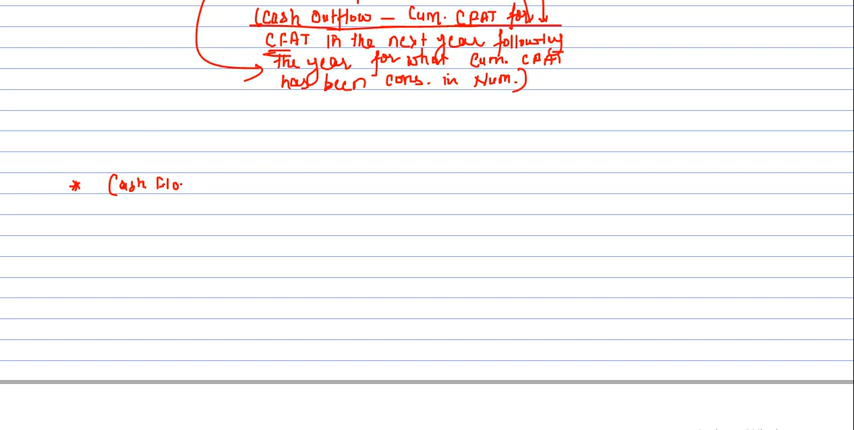 (Cash Outflow – Cum. CFAT for
CFAT in the next year following
the year for what Cum. CFAT
has been cons. in Num.)
* Cash Flo